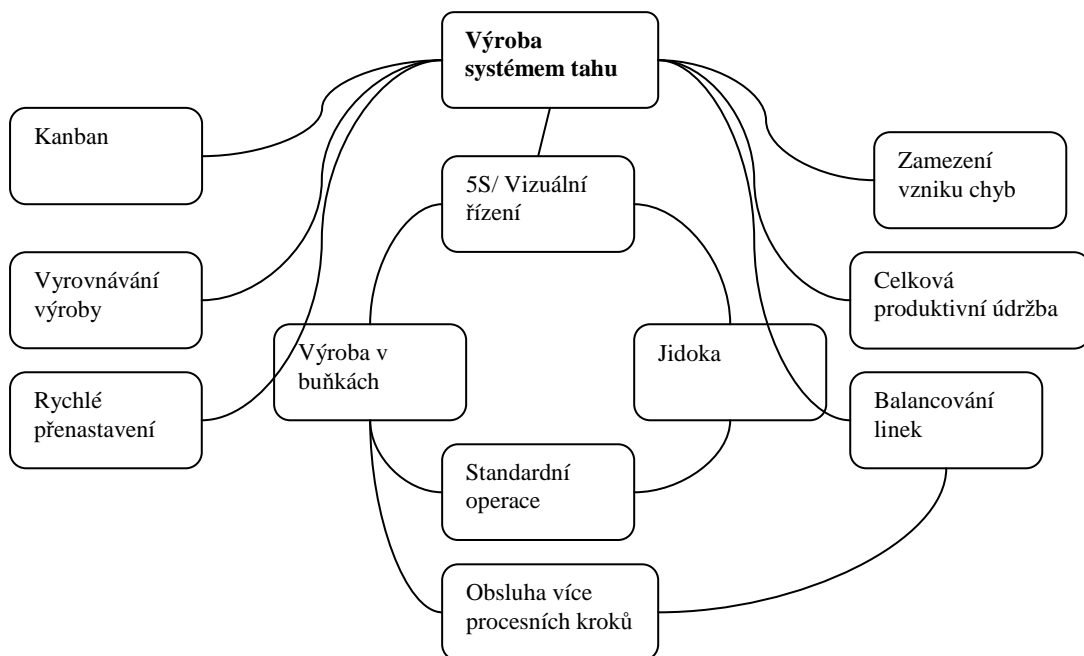 Výroba
systémem tahu
Kanban
Zamezení
vzniku chyb
5S/ Vizuální
řízení
Vyrovnávání
výroby
Celková
produktivní údržba
Výroba v
buňkách
Jidoka
Rychlé
přenastavení
Balancování
linek
Standardní
operace
Obsluha více
procesních kroků